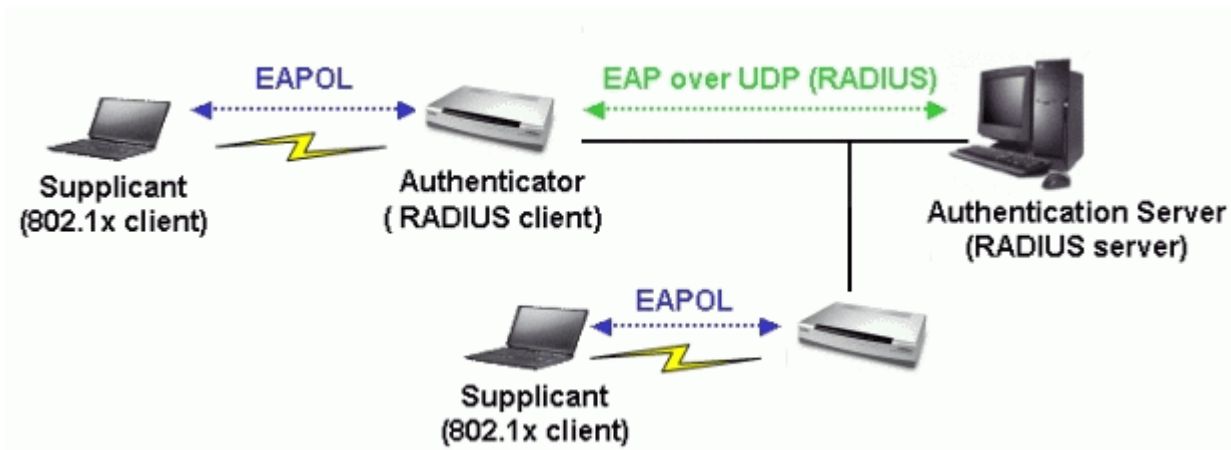 EAPOL
EAP over UDP (RADIUS)
Supplicant
(802.1x client)
Authenticator
( RADIUS client)
Authentication Server
(RADIUS server)
EAPOL
Supplicant
(802.1x client)